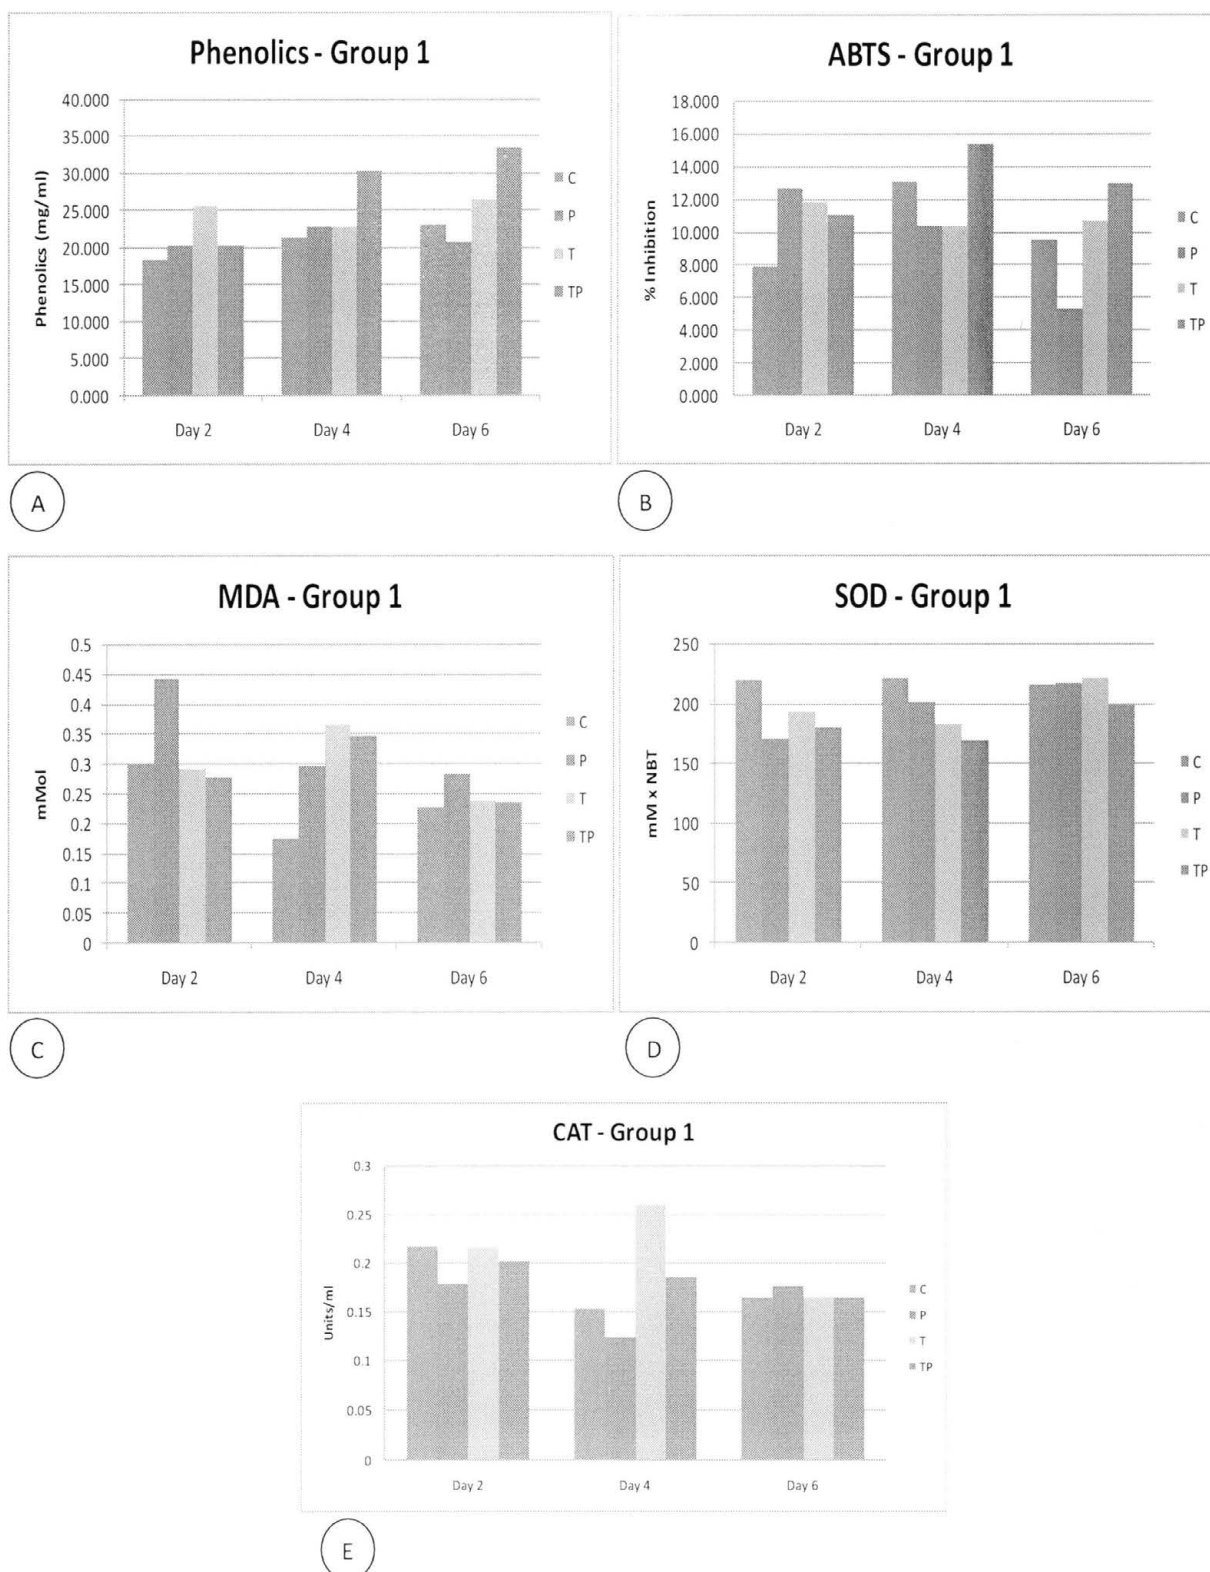 Phenolics - Group 1
Phenolics (mg/ml)
40.000
35.000
30.000
25.000
20.000
15.000
10.000
5.000
0.000
Day 2 Day 4 Day 6
C
P
T
TP
A
ABTS - Group 1
% Inhibition
18.000
16.000
14.000
12.000
10.000
8.000
6.000
4.000
2.000
0.000
Day 2 Day 4 Day 6
C
P
T
TP
B
MDA - Group 1
mMol
0.5
0.45
0.4
0.35
0.3
0.25
0.2
0.15
0.1
0.05
0
Day 2 Day 4 Day 6
C
P
T
TP
C
SOD - Group 1
mM x NBT
250
200
150
100
50
0
Day 2 Day 4 Day 6
C
P
T
TP
D
CAT - Group 1
Units/ml
0.3
0.25
0.2
0.15
0.1
0.05
0
Day 2 Day 4 Day 6
C
P
T
TP
E